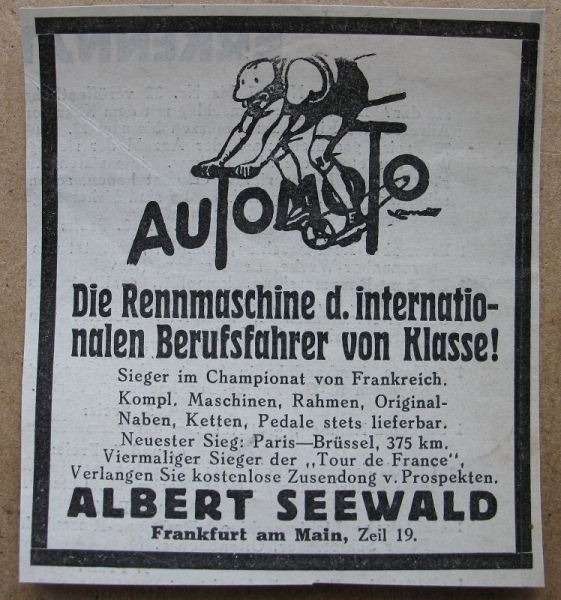 AUTOMOTO
Die Rennmaschine d. internatio-
nalen Berufsfahrer von Klasse!
Sieger im Championat von Frankreich.
Kompl. Maschinen, Rahmen, Original-
Naben, Ketten, Pedale stets lieferbar.
Neuester Sieg: Paris—Brüssel, 375 km.
Viermaliger Sieger der „Tour de France“,
Verlangen Sie kostenlose Zusendong v. Prospekten.
ALBERT SEEWALD
Frankfurt am Main, Zeil 19.